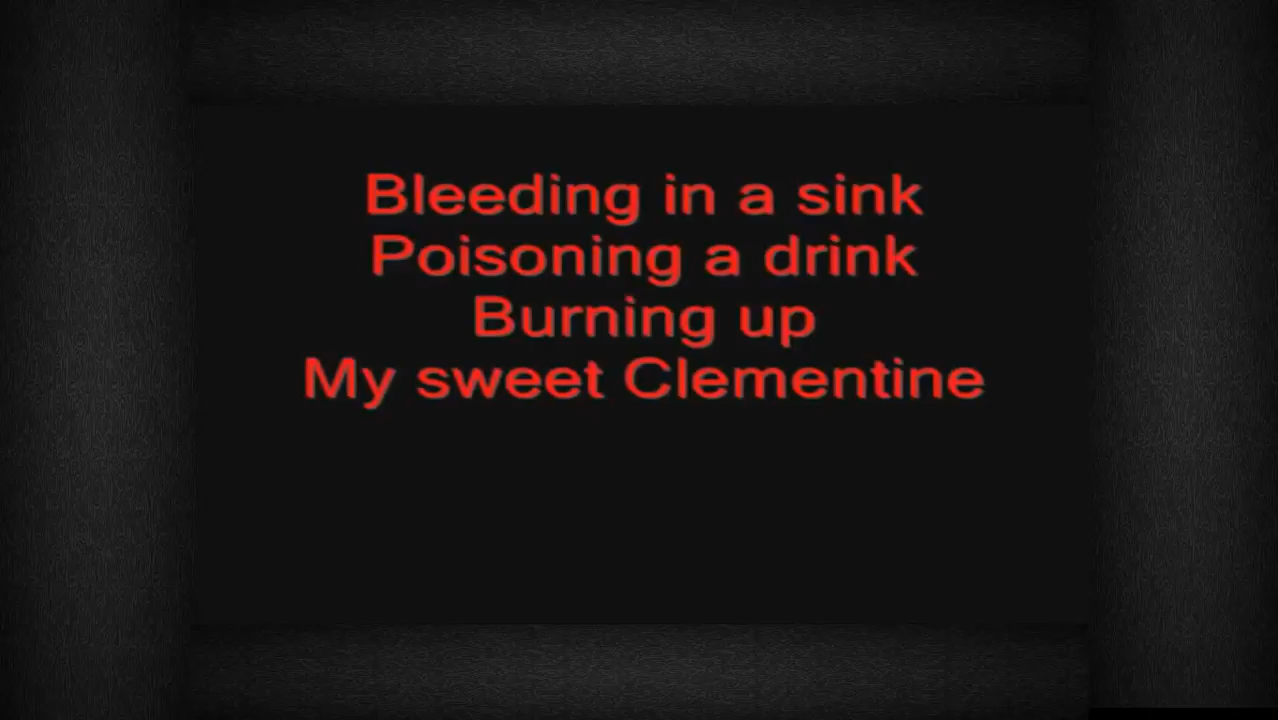 Bleeding in a sink
Poisoning a drink
Burning up
My sweet Clementine